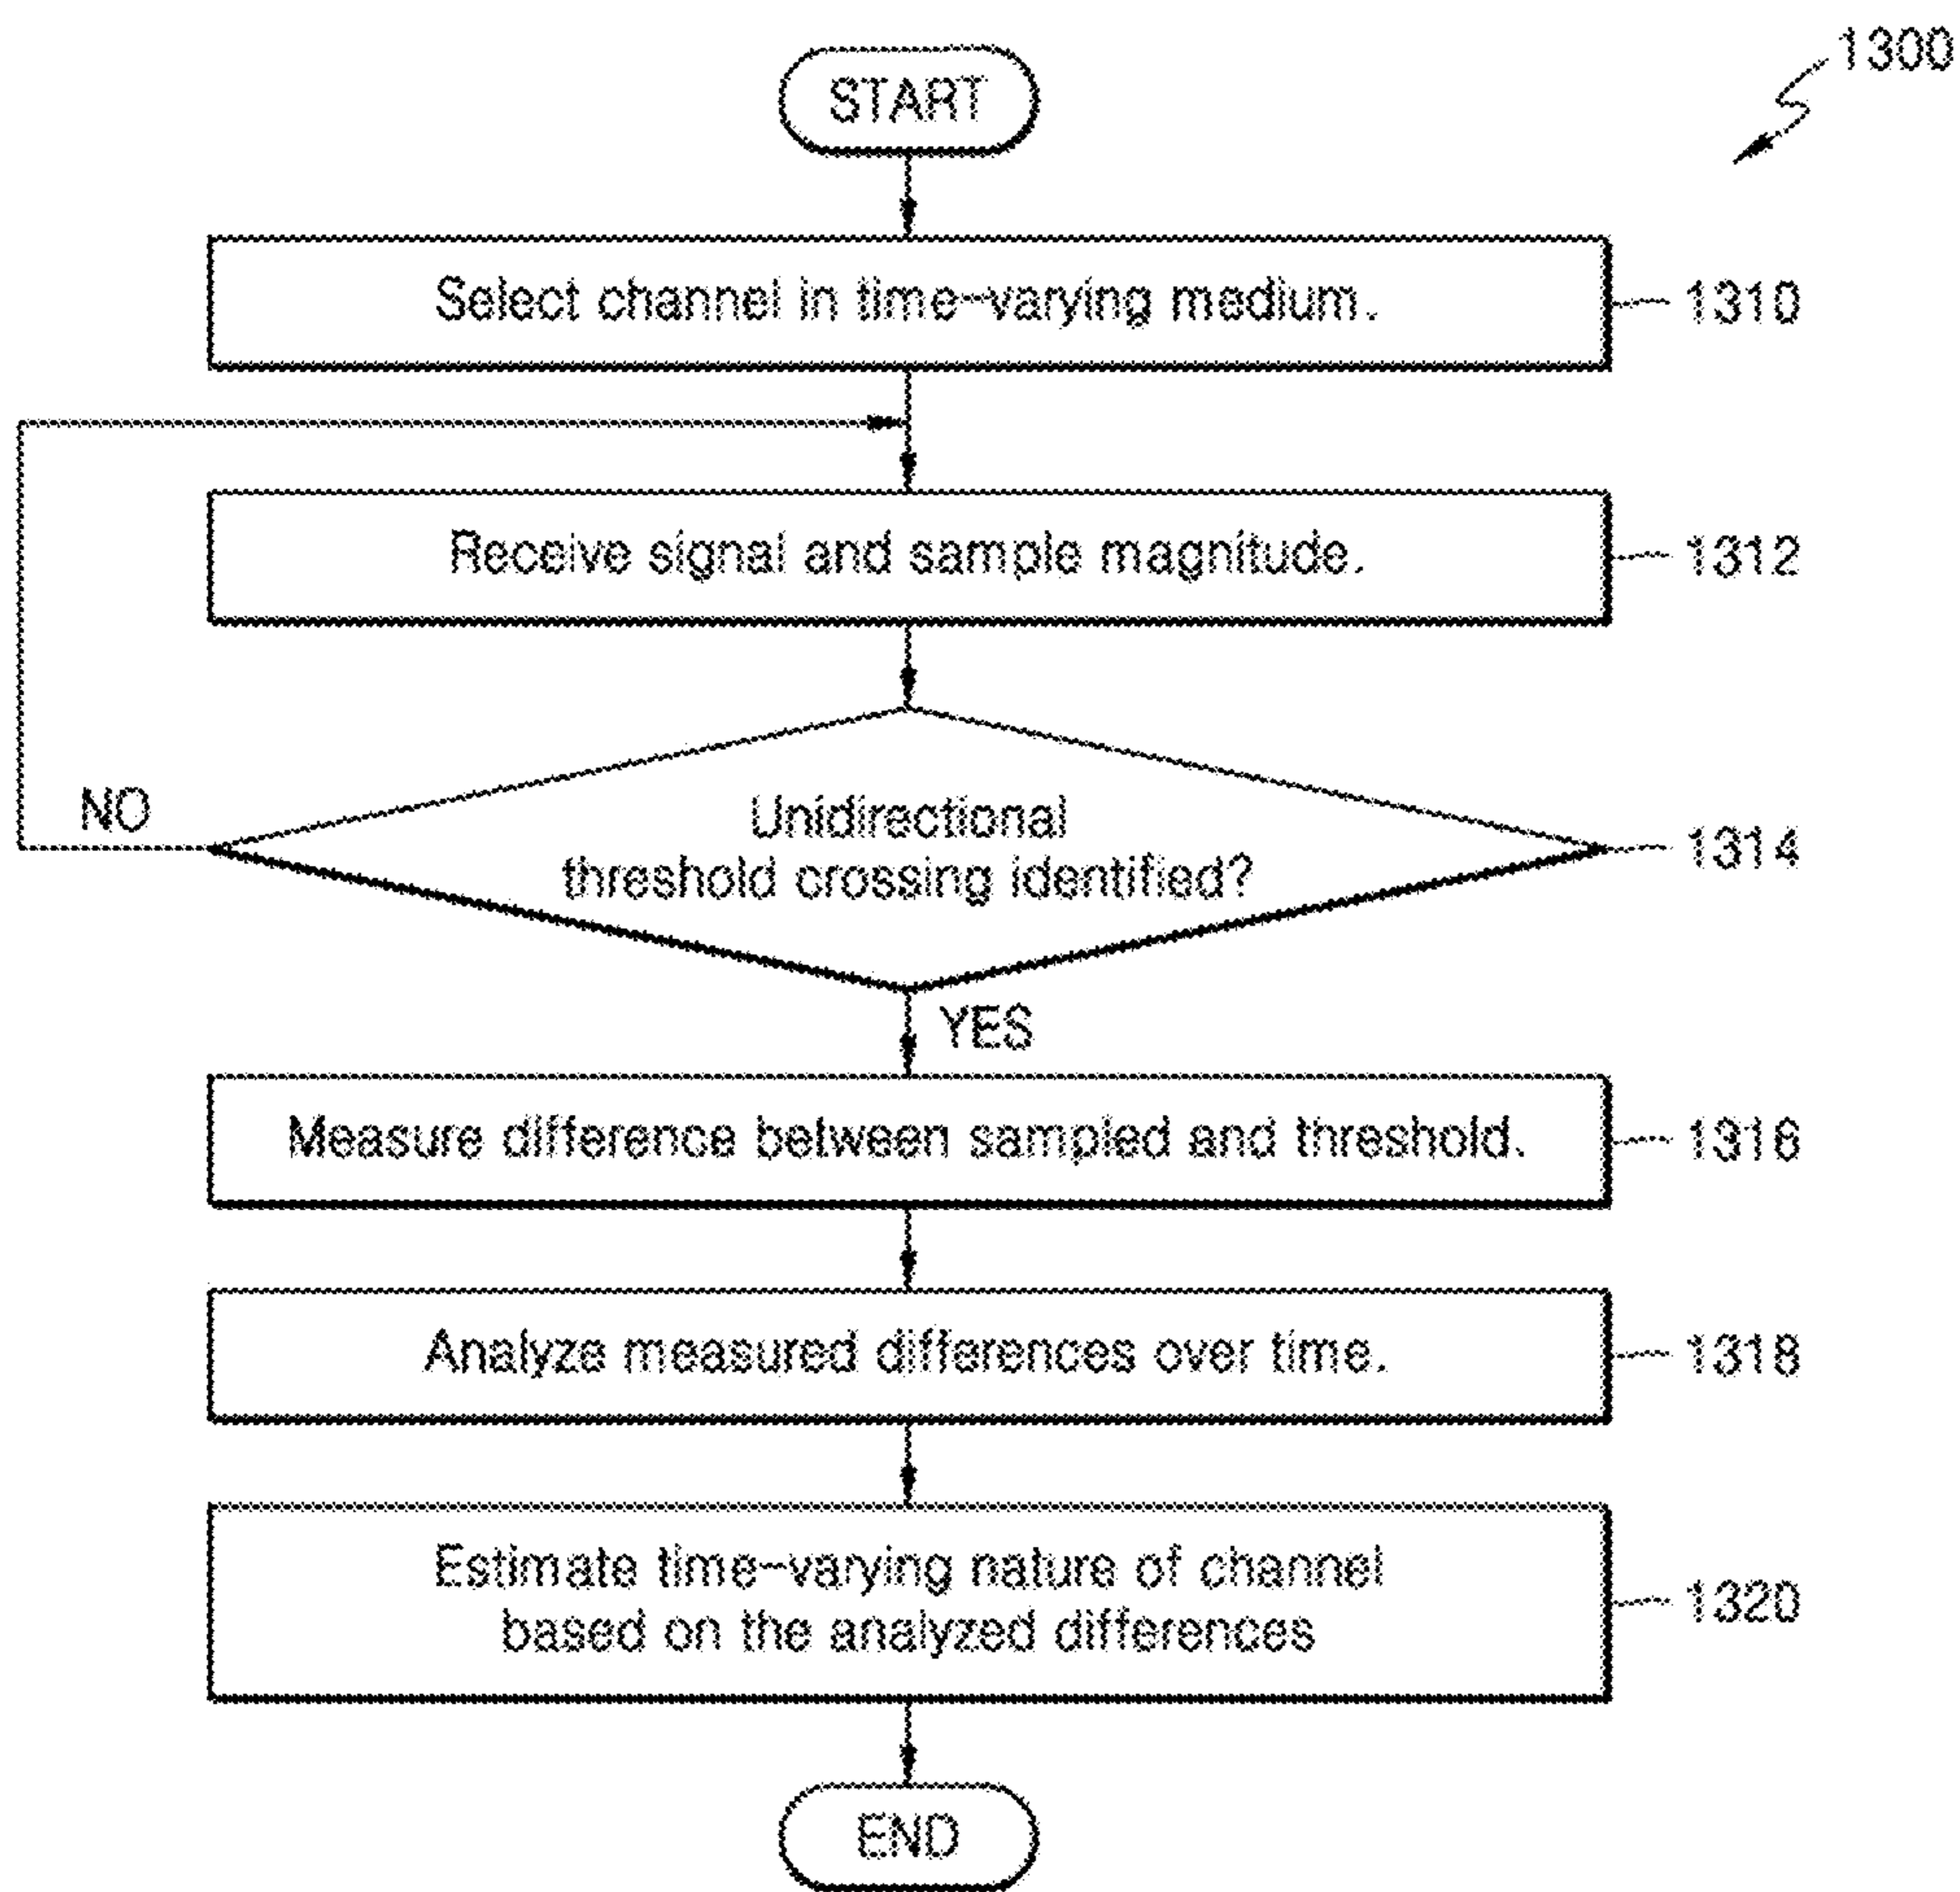 1300
START
Select channel in time-varying medium.
1310
Receive signal and sample magnitude.
1312
NO
Unidirectional
threshold crossing identified?
1314
YES
Measure difference between sampled and threshold.
1316
Analyze measured differences over time.
1318
Estimate time-varying nature of channel
based on the analyzed differences
1320
END